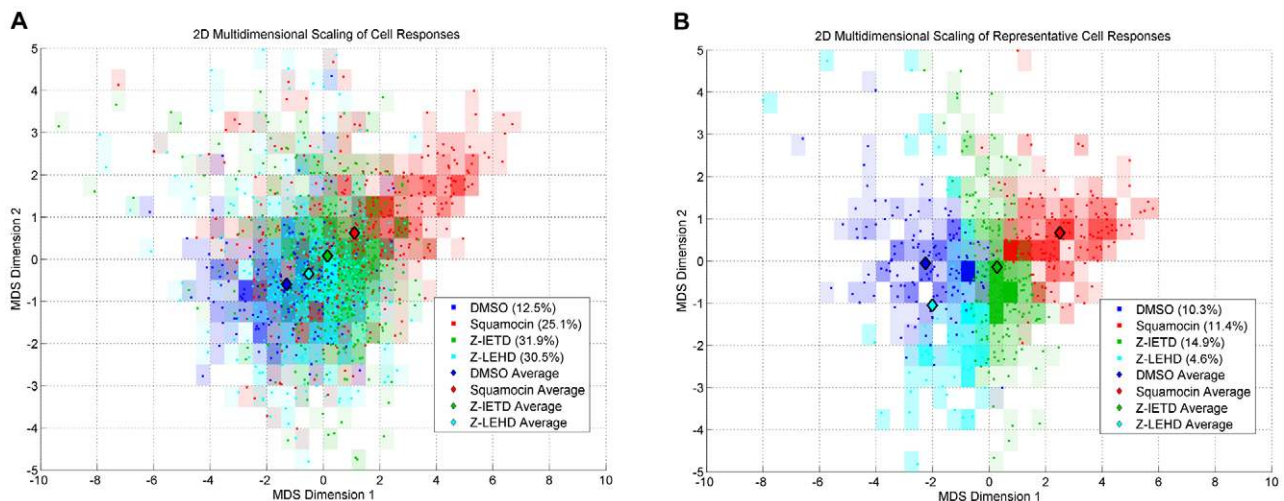 A
2D Multidimensional Scaling of Cell Responses
MDS Dimension 2
5
4
3
2
1
0
-1
-2
-3
-4
-5
-10
-8
-6
-4
-2
0
2
4
6
8
10
MDS Dimension 1
DMSO (12.5%)
Squamocin (25.1%)
Z-IETD (31.9%)
Z-LEHD (30.5%)
DMSO Average
Squamocin Average
Z-IETD Average
Z-LEHD Average
B
2D Multidimensional Scaling of Representative Cell Responses
MDS Dimension 2
5
4
3
2
1
0
-1
-2
-3
-4
-5
-10
-8
-6
-4
-2
0
2
4
6
8
10
MDS Dimension 1
DMSO (10.3%)
Squamocin (11.4%)
Z-IETD (14.9%)
Z-LEHD (4.6%)
DMSO Average
Squamocin Average
Z-IETD Average
Z-LEHD Average